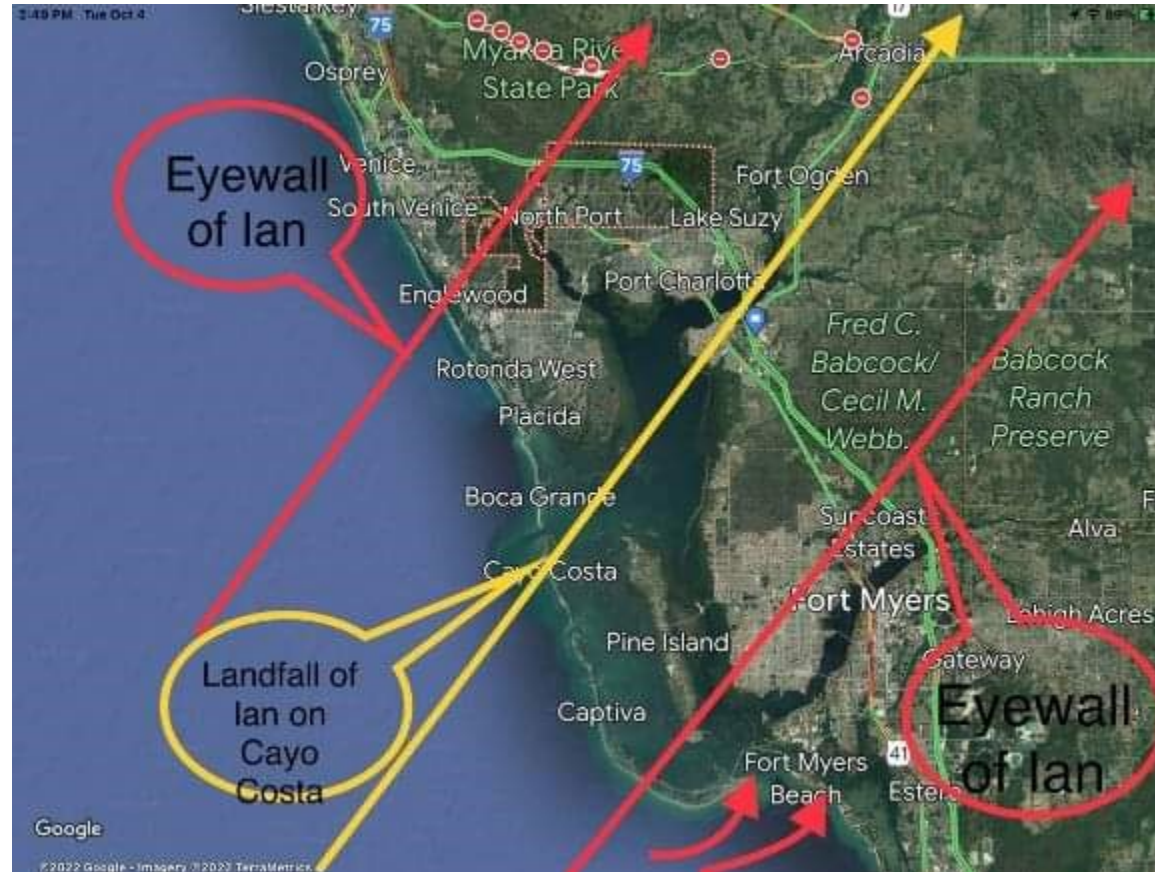 2:49 PM Tue Oct 4
Siesta Key
75
17
Myakka River
State Park
Arcadia
Osprey
Eyewall
of Ian
Venice
75
Fort Ogden
South Venice
North Port
Lake Suzy
Port Charlotte
Englewood
Fred C.
Babcock/
Cecil M.
Webb.
Babcock
Ranch
Preserve
Rotonda West
Placida
Boca Grande
Suncoast
Estates
F
Alva
Cayo Costa
Fort Myers
Lehigh Acres
Pine Island
Gateway
Landfall of
Ian on
Cayo
Costa
Captiva
Eyewall
of Ian
41
Fort Myers
Beach
Estero
Google
©2022 Google - Imagery ©2022 TerraMetrics